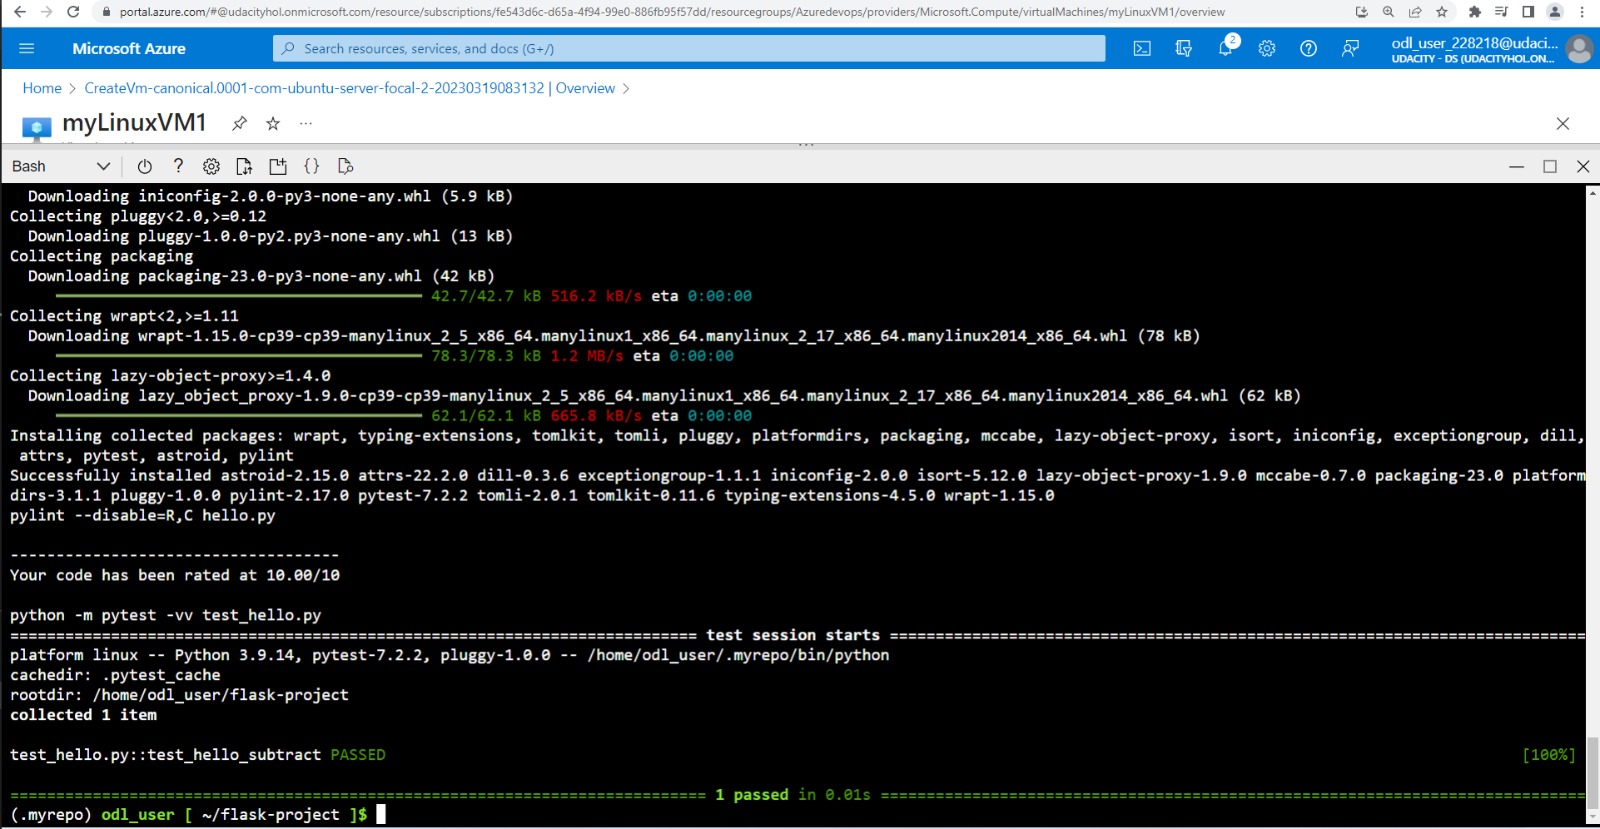 portal.azure.com/#@udacityhol.onmicrosoft.com/resource/subscriptions/fe543d6c-d65a-4f94-99e0-886fb95f57dd/resourcegroups/Azuredevops/providers/Microsoft.Compute/virtualMachines/myLinuxVM1/overview
Microsoft Azure
Search resources, services, and docs (G+/)
2
odl_user_228218@udaci...
UDACITY - DS (UDACITYHOL.ON...
Home > CreateVm-canonical.0001-com-ubuntu-server-focal-2-20230319083132 | Overview >
myLinuxVM1
Bash
Downloading iniconfig-2.0.0-py3-none-any.whl (5.9 kB)
Collecting pluggy<2.0,>=0.12
Downloading pluggy-1.0.0-py2.py3-none-any.whl (13 kB)
Collecting packaging
Downloading packaging-23.0-py3-none-any.whl (42 kB)
42.7/42.7 kB 516.2 kB/s eta 0:00:00
Collecting wrapt<2,>=1.11
Downloading wrapt-1.15.0-cp39-cp39-manylinux_2_5_x86_64.manylinux1_x86_64.manylinux_2_17_x86_64.manylinux2014_x86_64.whl (78 kB)
78.3/78.3 kB 1.2 MB/s eta 0:00:00
Collecting lazy-object-proxy>=1.4.0
Downloading lazy_object_proxy-1.9.0-cp39-cp39-manylinux_2_5_x86_64.manylinux1_x86_64.manylinux_2_17_x86_64.manylinux2014_x86_64.whl (62 kB)
62.1/62.1 kB 665.8 kB/s eta 0:00:00
Installing collected packages: wrapt, typing-extensions, tomlkit, tomli, pluggy, platformdirs, packaging, mccabe, lazy-object-proxy, isort, iniconfig, exceptiongroup, dill,
attrs, pytest, astroid, pylint
Successfully installed astroid-2.15.0 attrs-22.2.0 dill-0.3.6 exceptiongroup-1.1.1 iniconfig-2.0.0 isort-5.12.0 lazy-object-proxy-1.9.0 mccabe-0.7.0 packaging-23.0 platform
dirs-3.1.1 pluggy-1.0.0 pylint-2.17.0 pytest-7.2.2 tomli-2.0.1 tomlkit-0.11.6 typing-extensions-4.5.0 wrapt-1.15.0
pylint --disable=R,C hello.py
------------------------------------
Your code has been rated at 10.00/10
python -m pytest -vv test_hello.py
=========================================================================== test session starts ============================================================================
platform linux -- Python 3.9.14, pytest-7.2.2, pluggy-1.0.0 -- /home/odl_user/.myrepo/bin/python
cachedir: .pytest_cache
rootdir: /home/odl_user/flask-project
collected 1 item
test_hello.py::test_hello_subtract PASSED [100%]
============================================================================ 1 passed in 0.01s =============================================================================
(.myrepo) odl_user [ ~/flask-project ]$